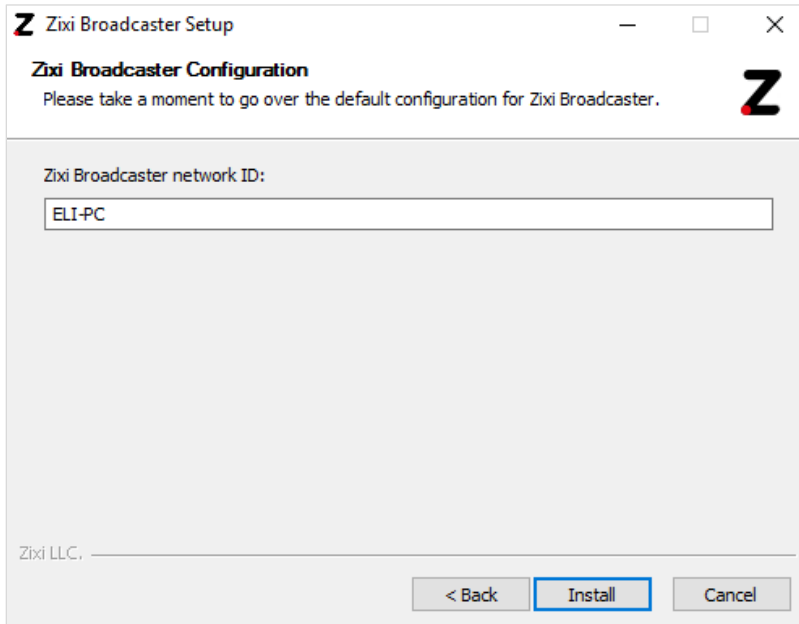 Z Zixi Broadcaster Setup
Zixi Broadcaster Configuration
Please take a moment to go over the default configuration for Zixi Broadcaster.
Z
Zixi Broadcaster network ID:
ELI-PC
Zixi LLC.
< Back Install Cancel